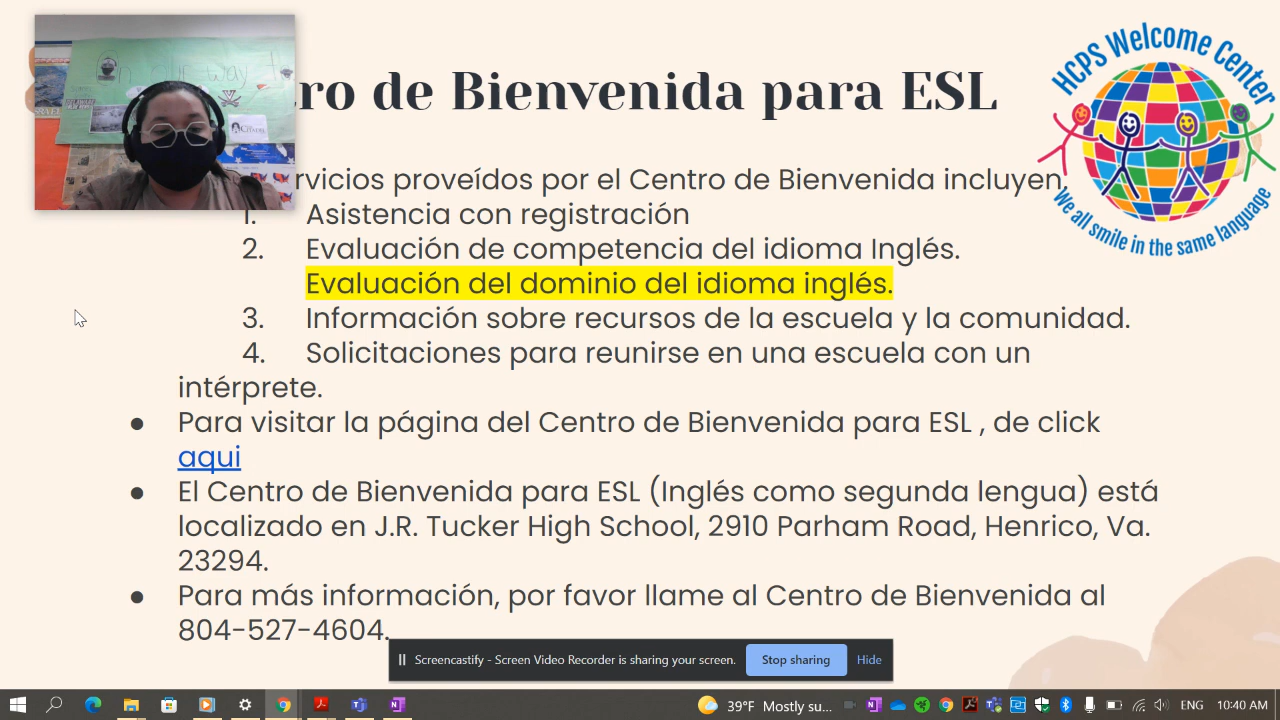 On our way to
CITADEL
ro de Bienvenida para ESL
HCPS Welcome Center
We all smile in the same language
rvicios proveídos por el Centro de Bienvenida incluyen
1. Asistencia con registración
2. Evaluación de competencia del idioma Inglés.
Evaluación del dominio del idioma inglés.
3. Información sobre recursos de la escuela y la comunidad.
4. Solicitaciones para reunirse en una escuela con un
intérprete.
● Para visitar la página del Centro de Bienvenida para ESL , de click
aqui
● El Centro de Bienvenida para ESL (Inglés como segunda lengua) está
localizado en J.R. Tucker High School, 2910 Parham Road, Henrico, Va.
23294.
● Para más información, por favor llame al Centro de Bienvenida al
804-527-4604.
Screencastify - Screen Video Recorder is sharing your screen. Stop sharing Hide
39°F Mostly su... ENG 10:40 AM